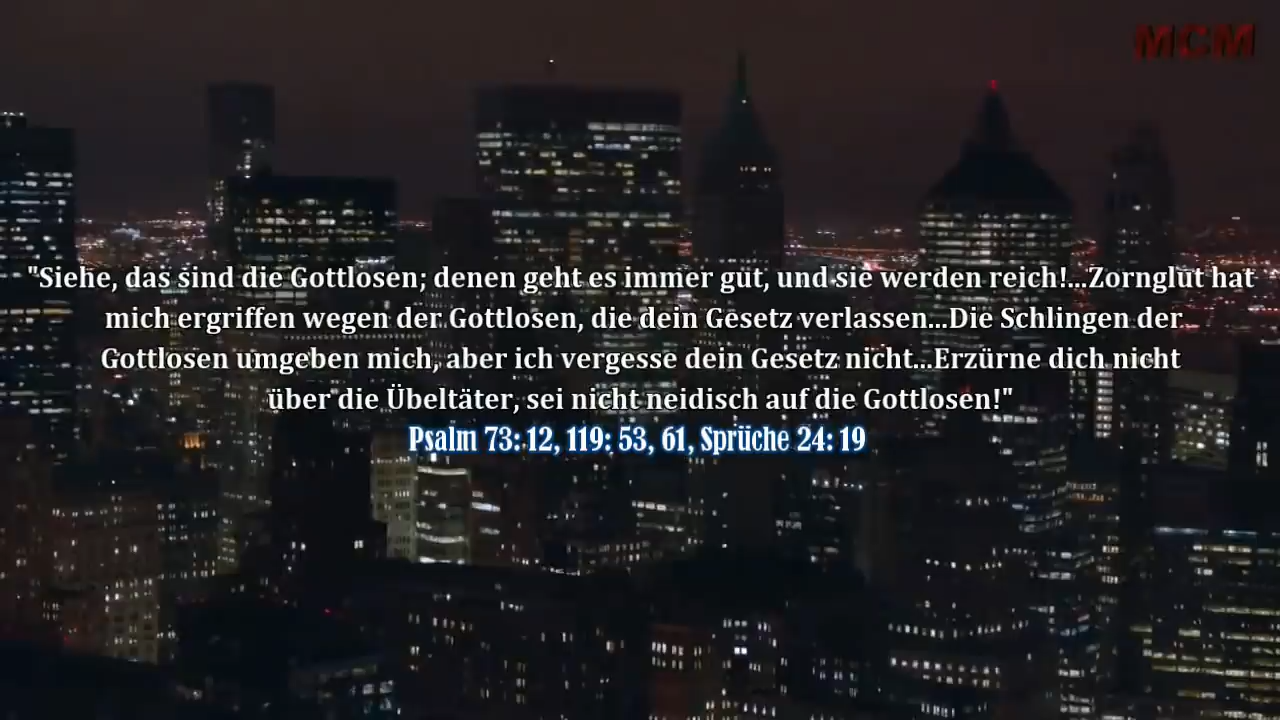 MCM
"Siehe, das sind die Gottlosen; denen geht es immer gut, und sie werden reich!...Zornglut hat
mich ergriffen wegen der Gottlosen, die dein Gesetz verlassen...Die Schlingen der
Gottlosen umgeben mich, aber ich vergesse dein Gesetz nicht...Erzürne dich nicht
über die Übeltäter, sei nicht neidisch auf die Gottlosen!"
Psalm 73: 12, 119: 53, 61, Sprüche 24: 19